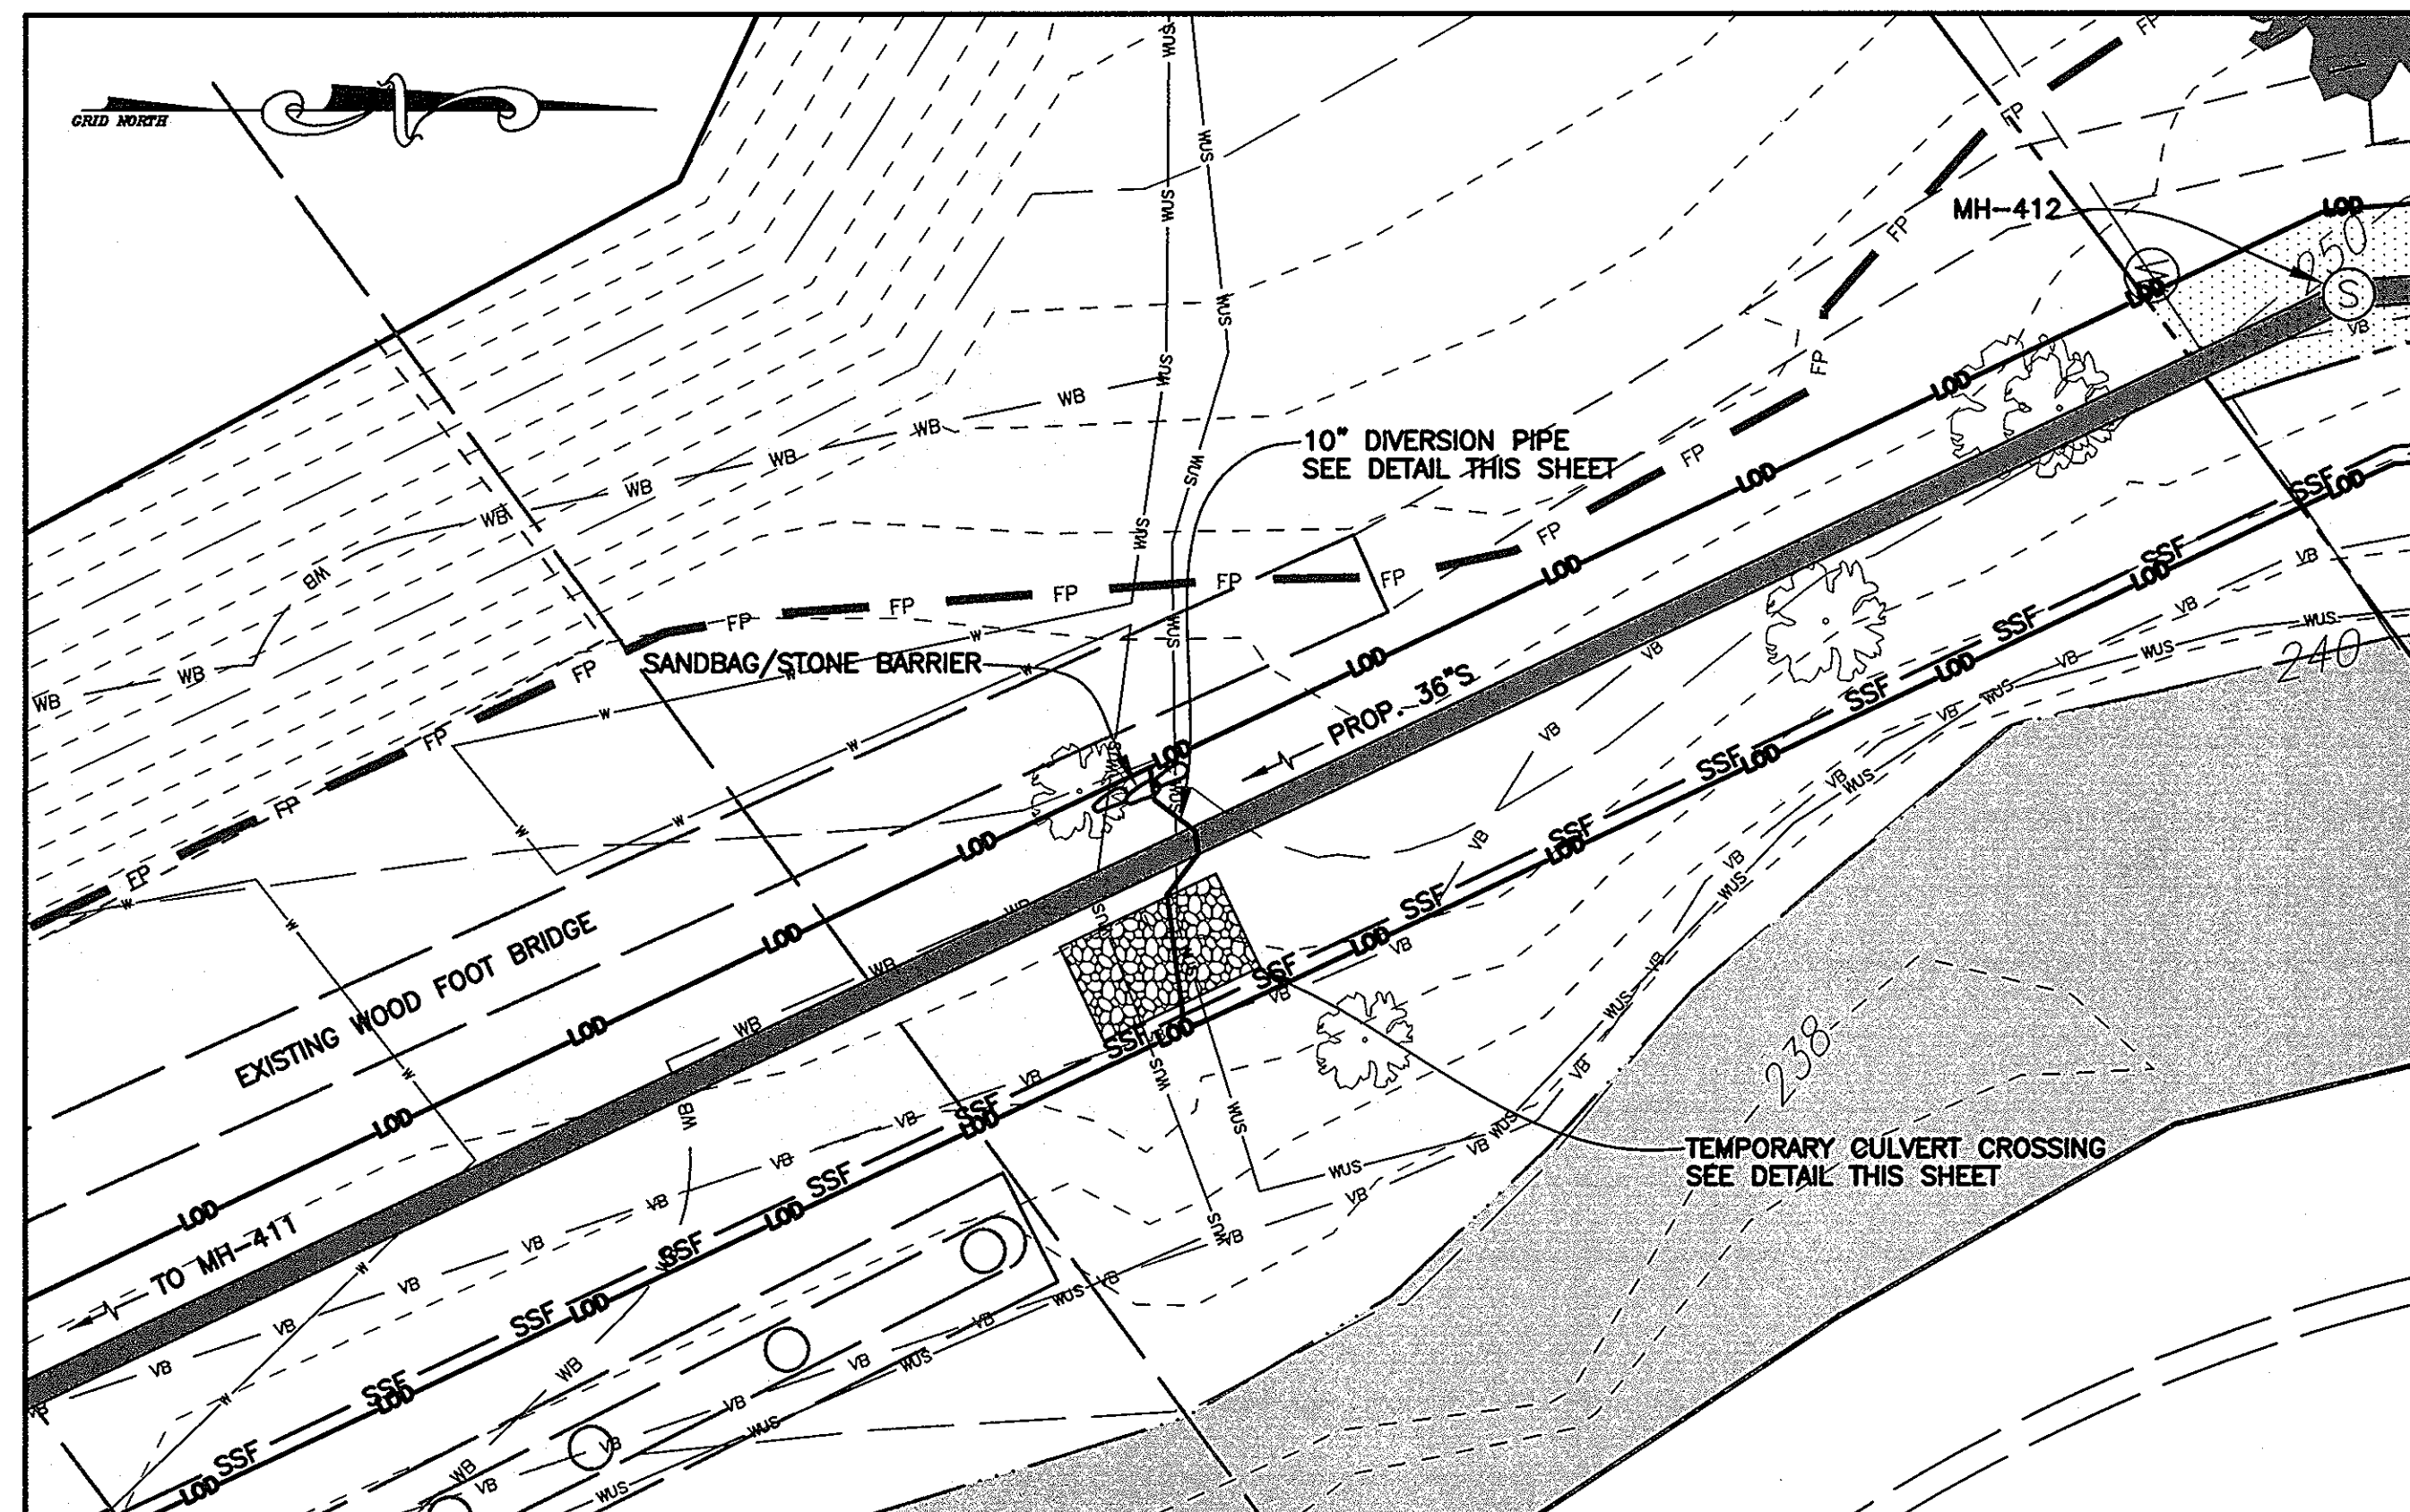 GRID NORTH
MH-412
250
S
10" DIVERSION PIPE
SEE DETAIL THIS SHEET
SANDBAG/STONE BARRIER
PROP. 36"S
240
EXISTING WOOD FOOT BRIDGE
238
TEMPORARY CULVERT CROSSING
SEE DETAIL THIS SHEET
TO MH-411
WUS
WB
FP
LOD
SSF
VB
W